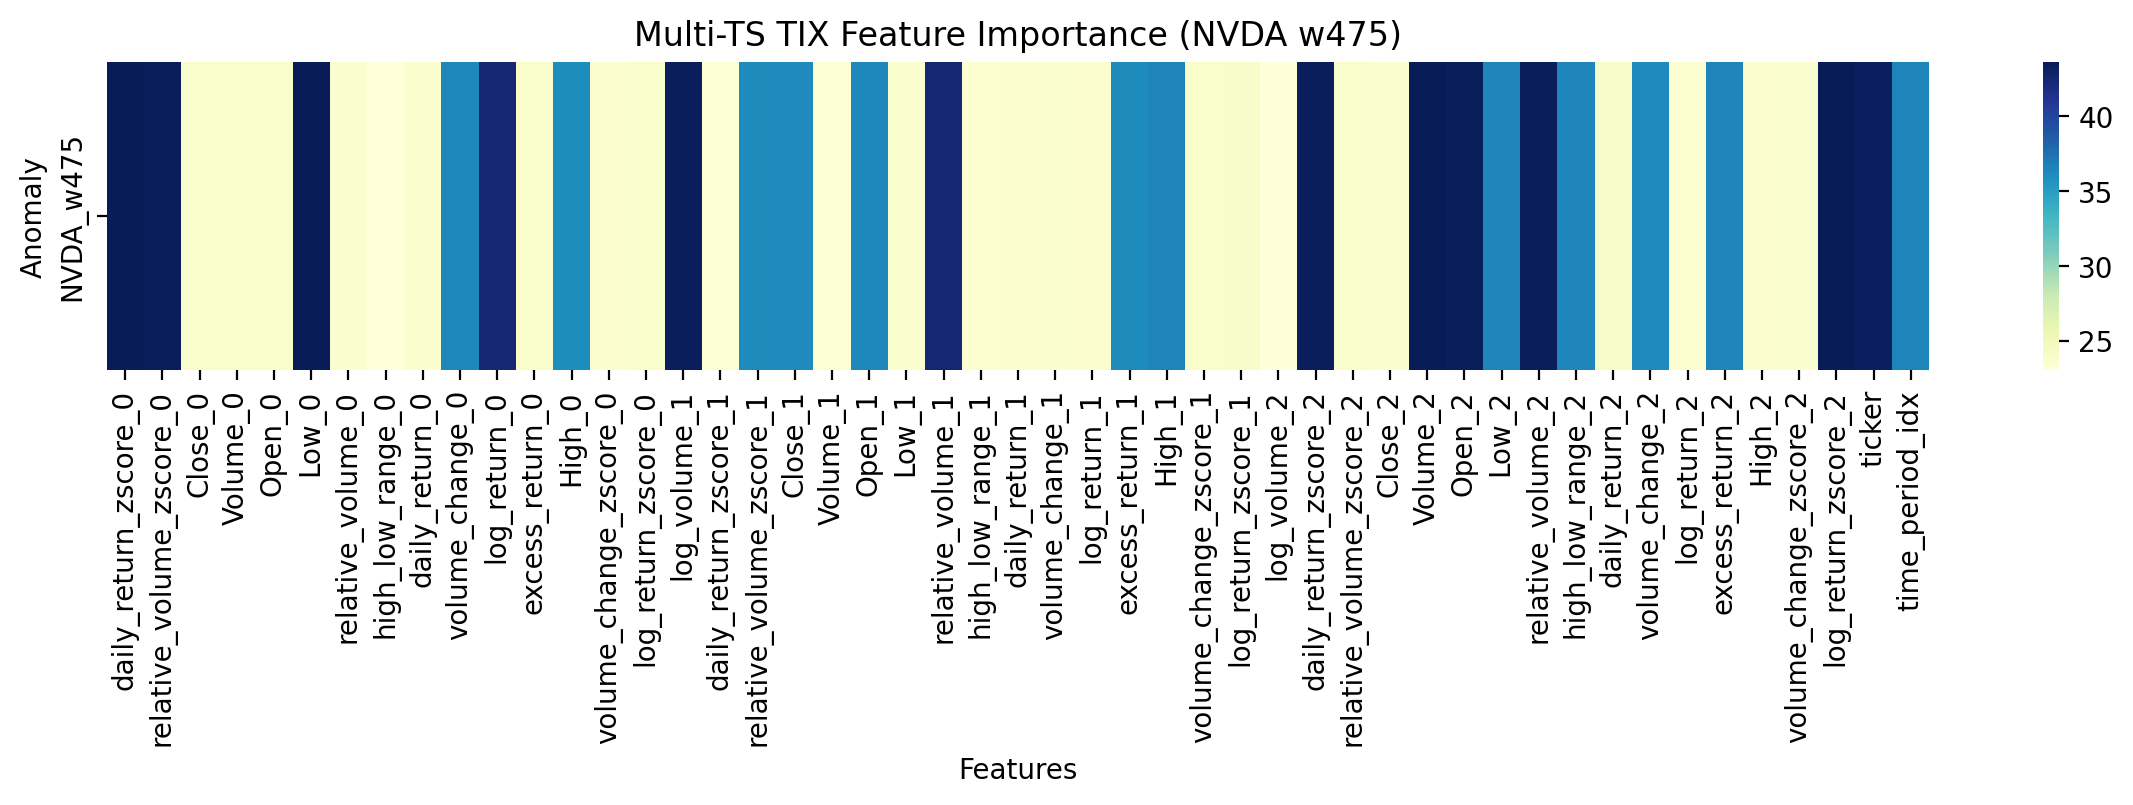 Multi-TS TIX Feature Importance (NVDA w475)
Anomaly
NVDA_w475
40
35
30
25
daily_return_zscore_0
relative_volume_zscore_0
Close_0
Volume_0
Open_0
Low_0
relative_volume_0
high_low_range_0
daily_return_0
volume_change_0
log_return_0
excess_return_0
High_0
volume_change_zscore_0
log_return_zscore_0
log_volume_1
daily_return_zscore_1
relative_volume_zscore_1
Close_1
Volume_1
Open_1
Low_1
relative_volume_1
high_low_range_1
daily_return_1
volume_change_1
log_return_1
excess_return_1
High_1
volume_change_zscore_1
log_return_zscore_1
log_volume_2
daily_return_zscore_2
relative_volume_zscore_2
Close_2
Volume_2
Open_2
Low_2
relative_volume_2
high_low_range_2
daily_return_2
volume_change_2
log_return_2
excess_return_2
High_2
volume_change_zscore_2
log_return_zscore_2
ticker
time_period_idx
Features